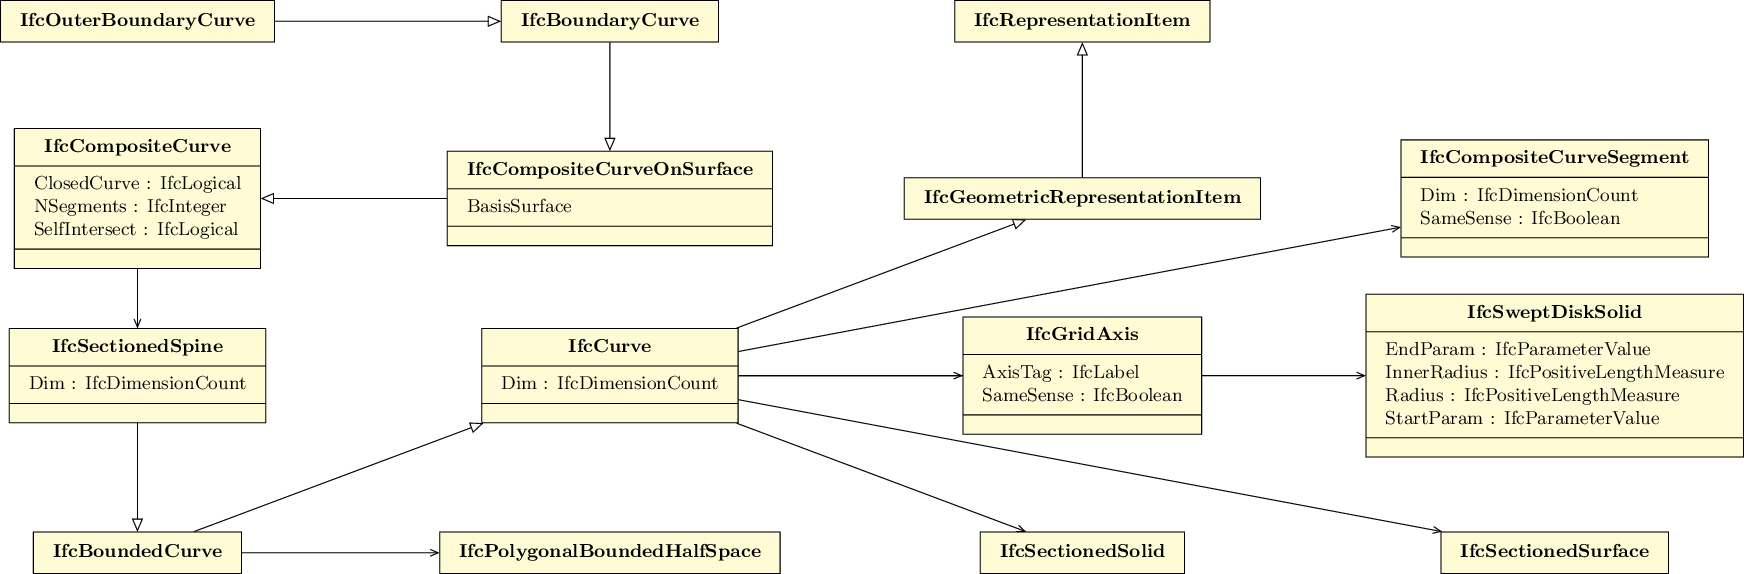 IfcOuterBoundaryCurve
IfcBoundaryCurve
IfcRepresentationItem
IfcCompositeCurve
ClosedCurve : IfcLogical
NSegments : IfcInteger
SelfIntersect : IfcLogical
IfcCompositeCurveOnSurface
BasisSurface
IfcGeometricRepresentationItem
IfcCompositeCurveSegment
Dim : IfcDimensionCount
SameSense : IfcBoolean
IfcSectionedSpine
Dim : IfcDimensionCount
IfcCurve
Dim : IfcDimensionCount
IfcGridAxis
AxisTag : IfcLabel
SameSense : IfcBoolean
IfcSweptDiskSolid
EndParam : IfcParameterValue
InnerRadius : IfcPositiveLengthMeasure
Radius : IfcPositiveLengthMeasure
StartParam : IfcParameterValue
IfcBoundedCurve
IfcPolygonalBoundedHalfSpace
IfcSectionedSolid
IfcSectionedSurface